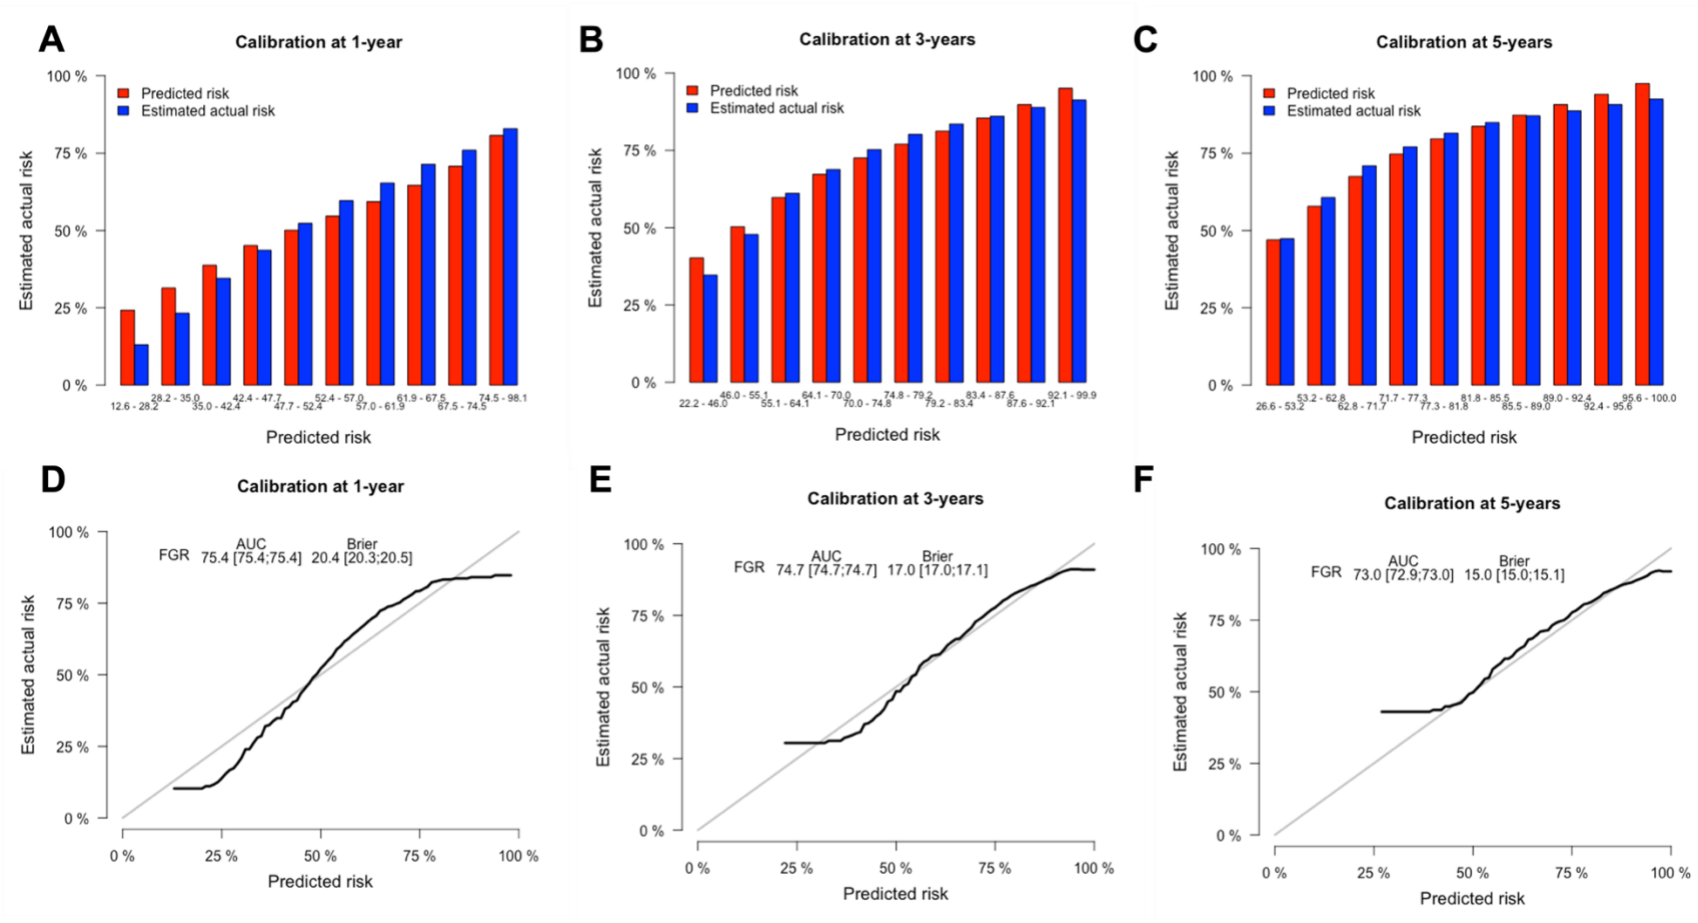 A
Calibration at 1-year
Estimated actual risk
100 %
75 %
50 %
25 %
0 %
Predicted risk
Estimated actual risk
12.6 - 28.2
28.2 - 35.0
35.0 - 42.4
42.4 - 47.7
47.7 - 52.4
52.4 - 57.0
57.0 - 61.9
61.9 - 67.5
67.5 - 74.5
74.5 - 98.1
Predicted risk
B
Calibration at 3-years
Estimated actual risk
100 %
75 %
50 %
25 %
0 %
Predicted risk
Estimated actual risk
22.2 - 46.0
46.0 - 55.1
55.1 - 64.1
64.1 - 70.0
70.0 - 74.8
74.8 - 79.2
79.2 - 83.4
83.4 - 87.6
87.6 - 92.1
92.1 - 99.9
Predicted risk
C
Calibration at 5-years
Estimated actual risk
100 %
75 %
50 %
25 %
0 %
Predicted risk
Estimated actual risk
26.6 - 53.2
53.2 - 62.8
62.8 - 71.7
71.7 - 77.3
77.3 - 81.8
81.8 - 85.5
85.5 - 89.0
89.0 - 92.4
92.4 - 95.6
95.6 - 100.0
Predicted risk
D
Calibration at 1-year
Estimated actual risk
100 %
75 %
50 %
25 %
0 %
AUC Brier
FGR 75.4 [75.4;75.4] 20.4 [20.3;20.5]
0 % 25 % 50 % 75 % 100 %
Predicted risk
E
Calibration at 3-years
Estimated actual risk
100 %
75 %
50 %
25 %
0 %
AUC Brier
FGR 74.7 [74.7;74.7] 17.0 [17.0;17.1]
0 % 25 % 50 % 75 % 100 %
Predicted risk
F
Calibration at 5-years
Estimated actual risk
100 %
75 %
50 %
25 %
0 %
AUC Brier
FGR 73.0 [72.9;73.0] 15.0 [15.0;15.1]
0 % 25 % 50 % 75 % 100 %
Predicted risk